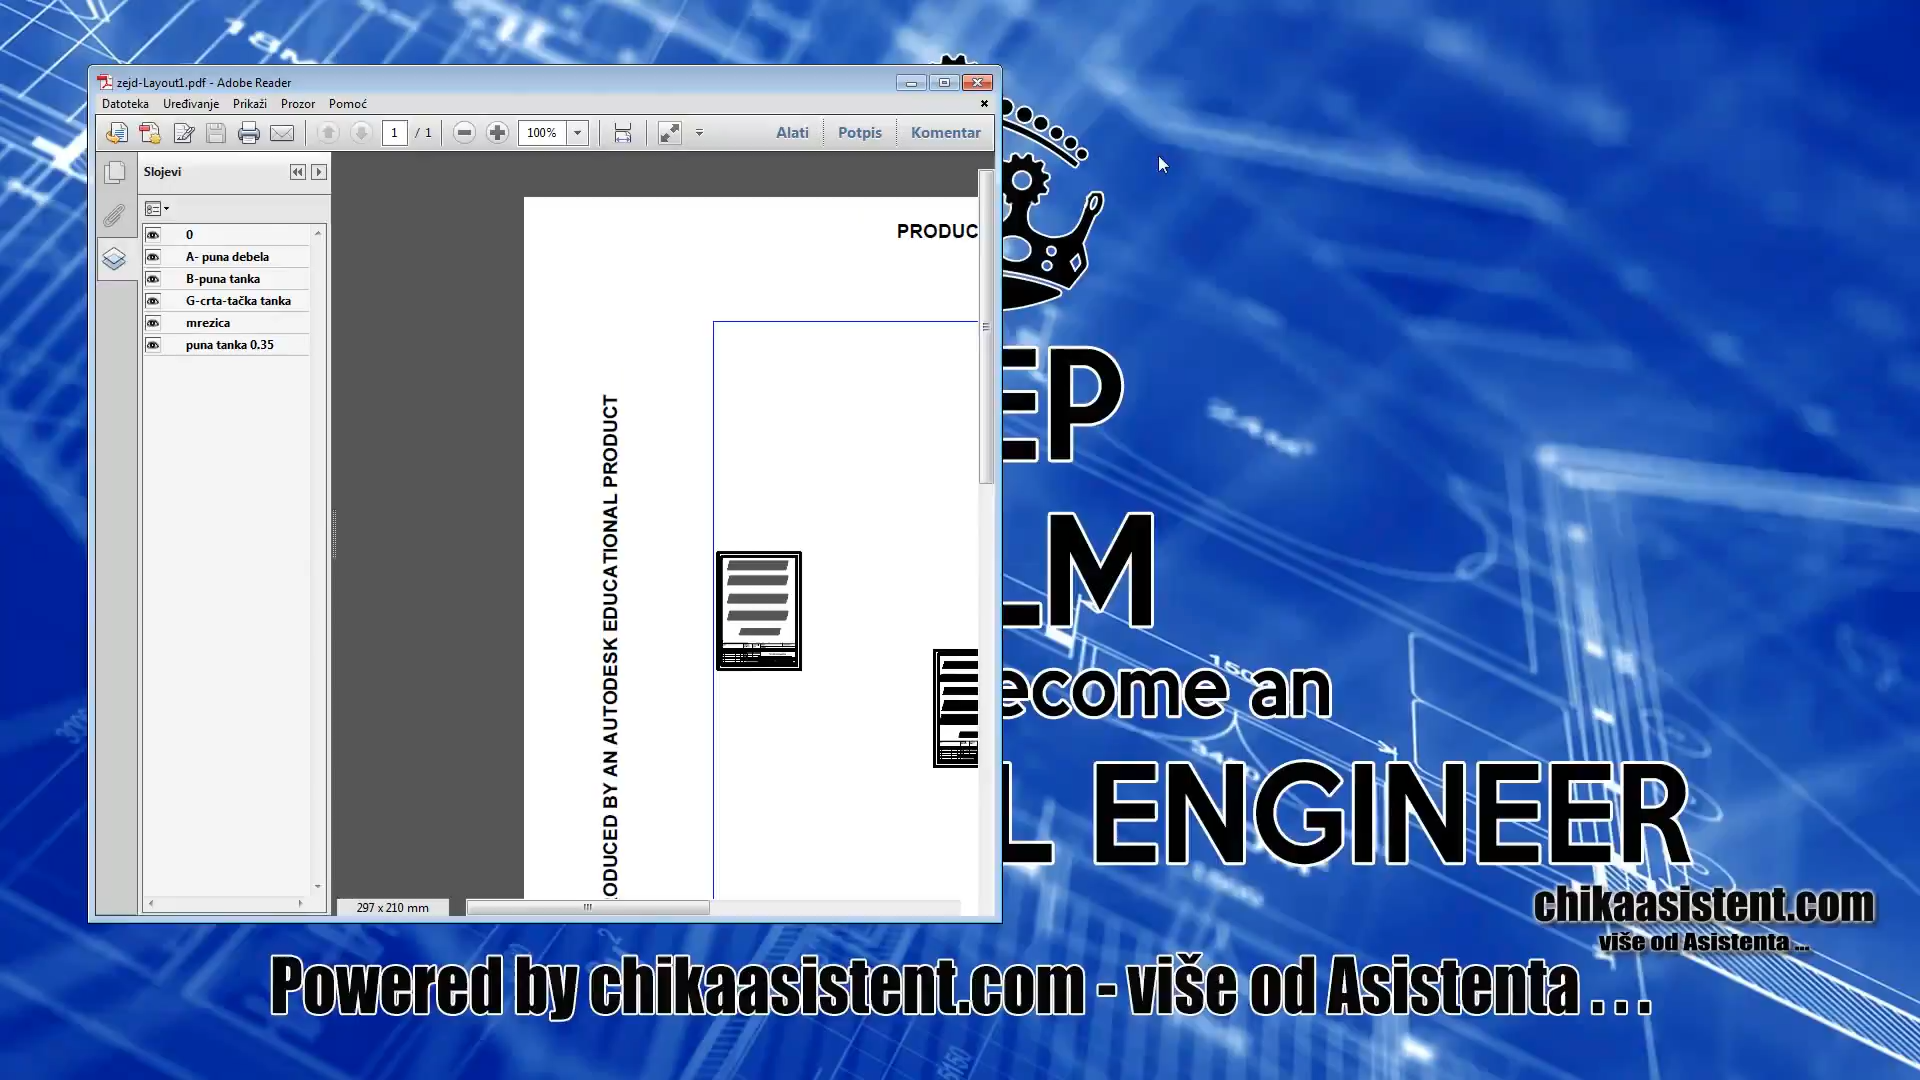 zejd-Layout1.pdf - Adobe Reader
Datoteka Uređivanje Prikaži Prozor Pomoć
1 / 1 100% Alati Potpis Komentar
Slojevi
0
A- puna debela
B-puna tanka
G-crta-tačka tanka
mrezica
puna tanka 0.35
PRODUC
ODUCED BY AN AUTODESK EDUCATIONAL PRODUCT
297 x 210 mm
EP
LM
ecome an
L ENGINEER
chikaasistent.com
više od Asistenta ...
Powered by chikaasistent.com - više od Asistenta . . .